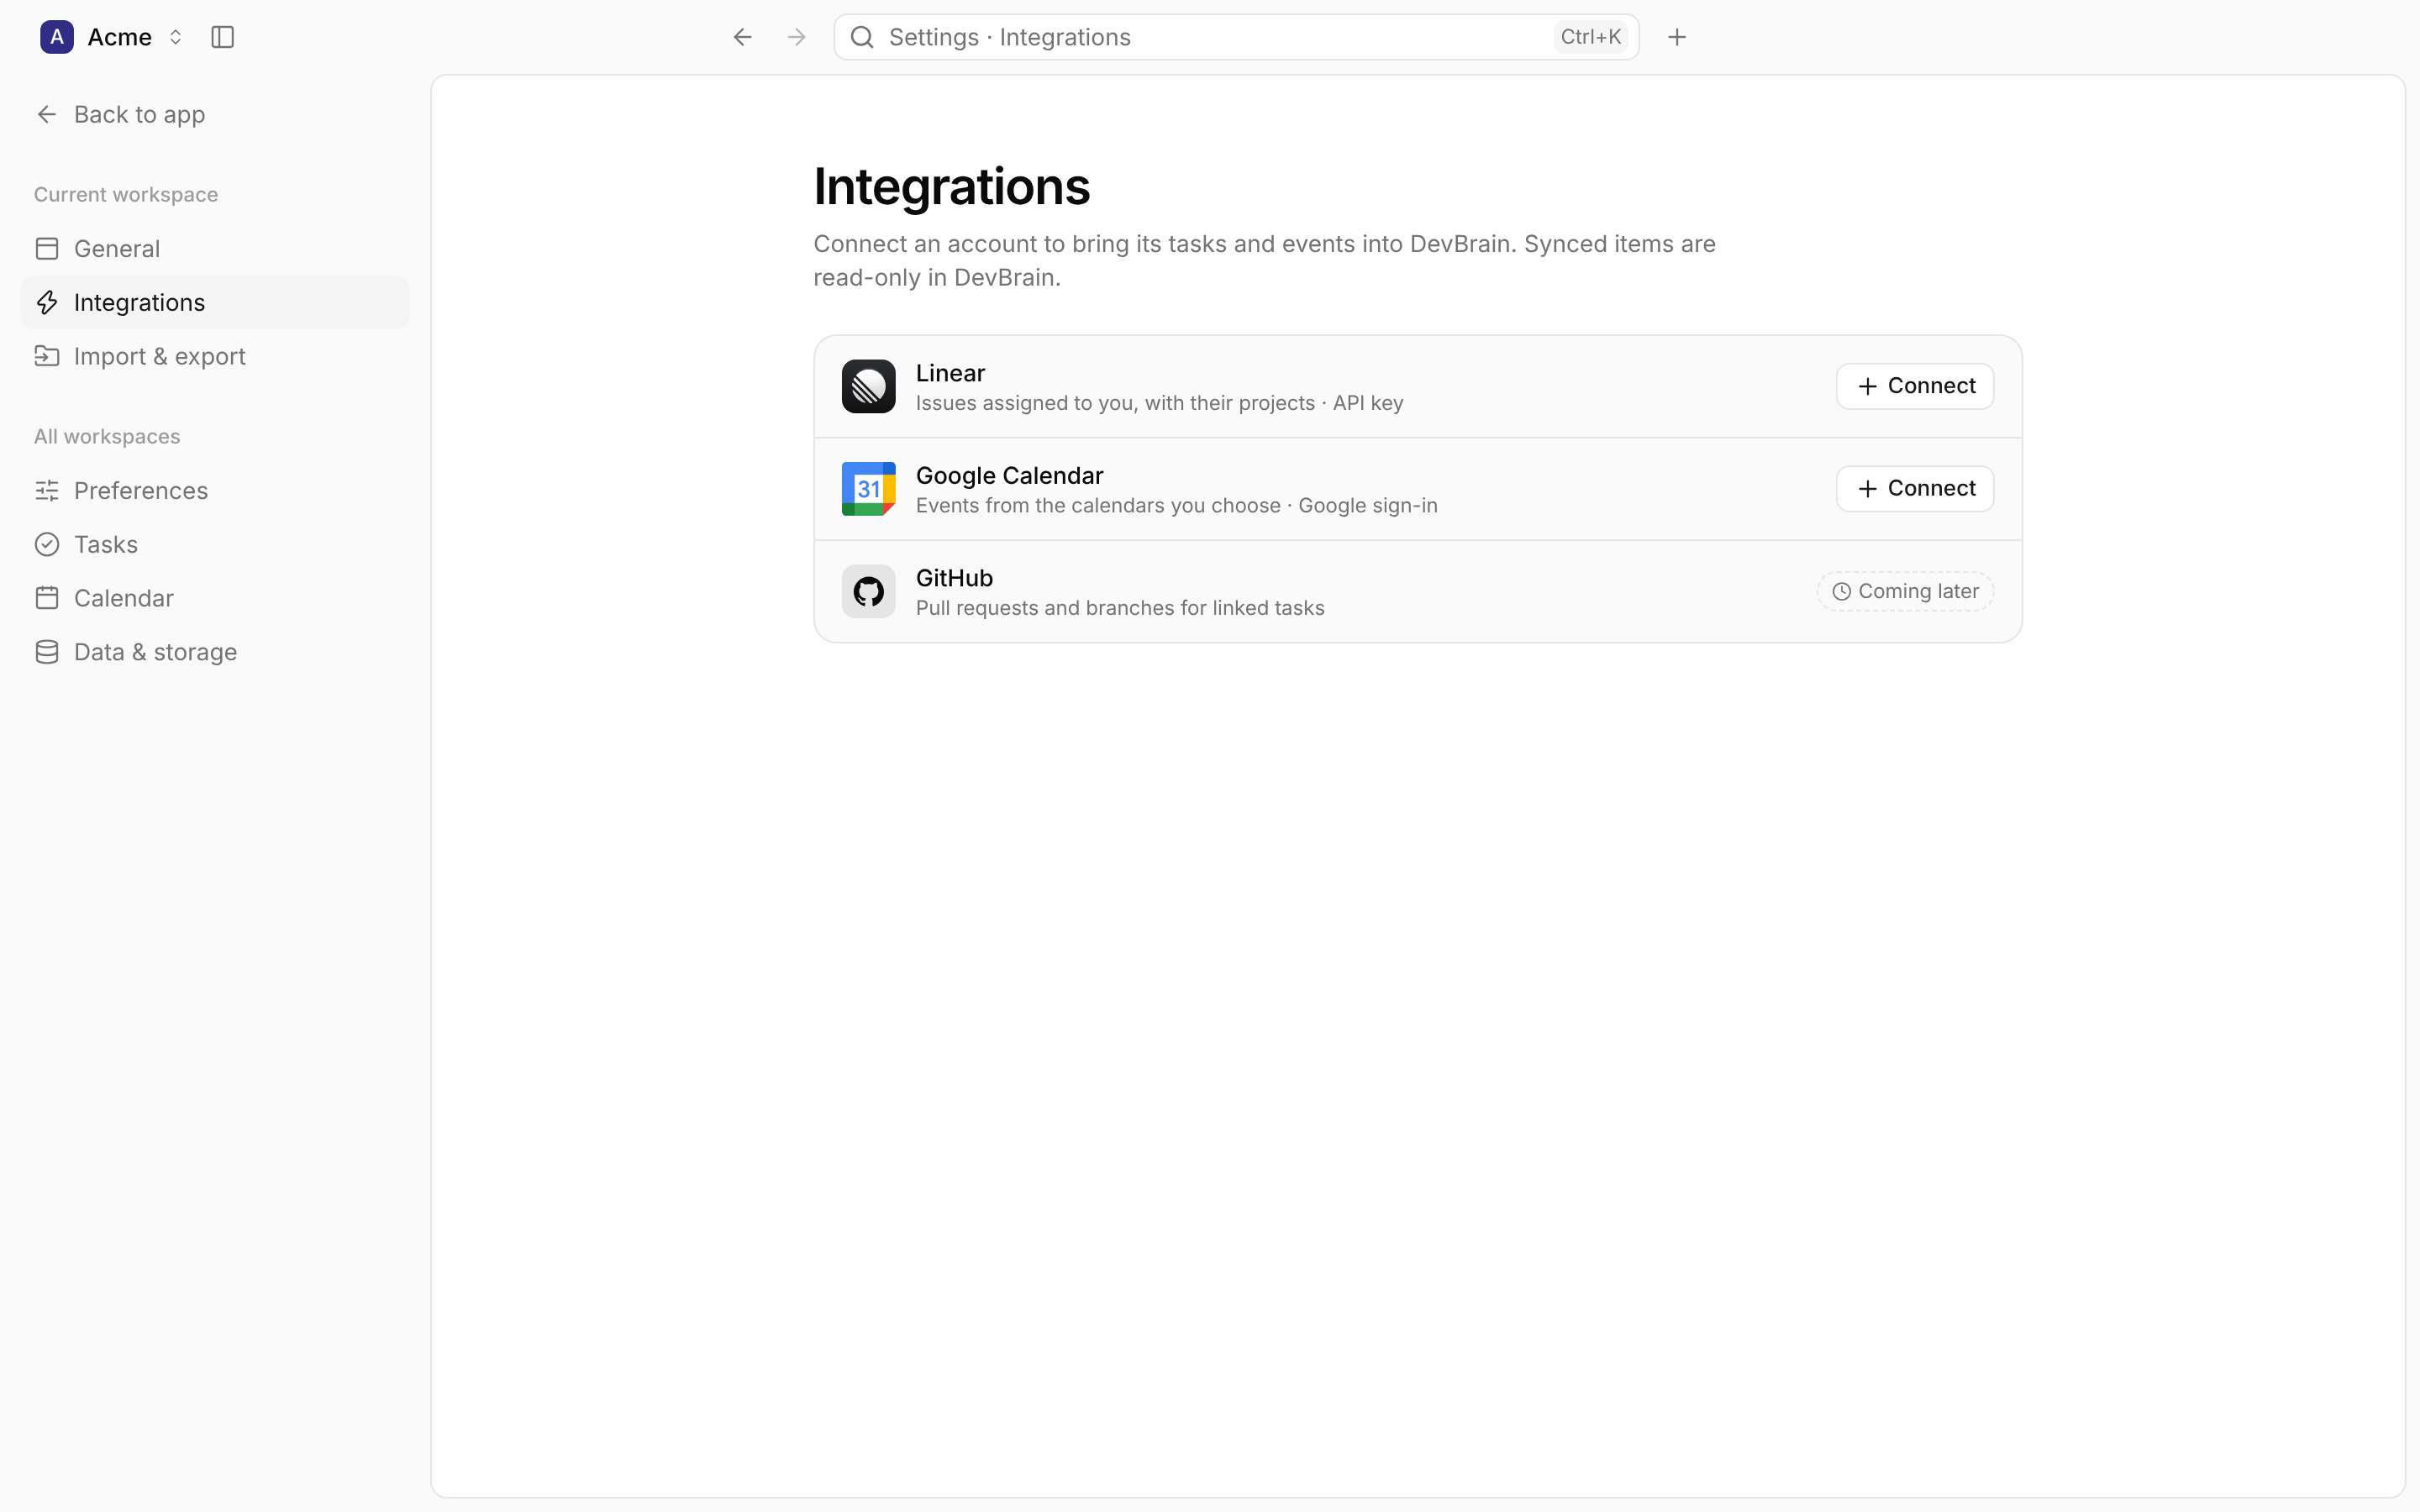 A Acme
Settings · Integrations
Ctrl+K
Back to app
Current workspace
General
Integrations
Import & export
All workspaces
Preferences
Tasks
Calendar
Data & storage
Integrations
Connect an account to bring its tasks and events into DevBrain. Synced items are
read-only in DevBrain.
Linear
Issues assigned to you, with their projects · API key
Connect
31
Google Calendar
Events from the calendars you choose · Google sign-in
Connect
GitHub
Pull requests and branches for linked tasks
Coming later